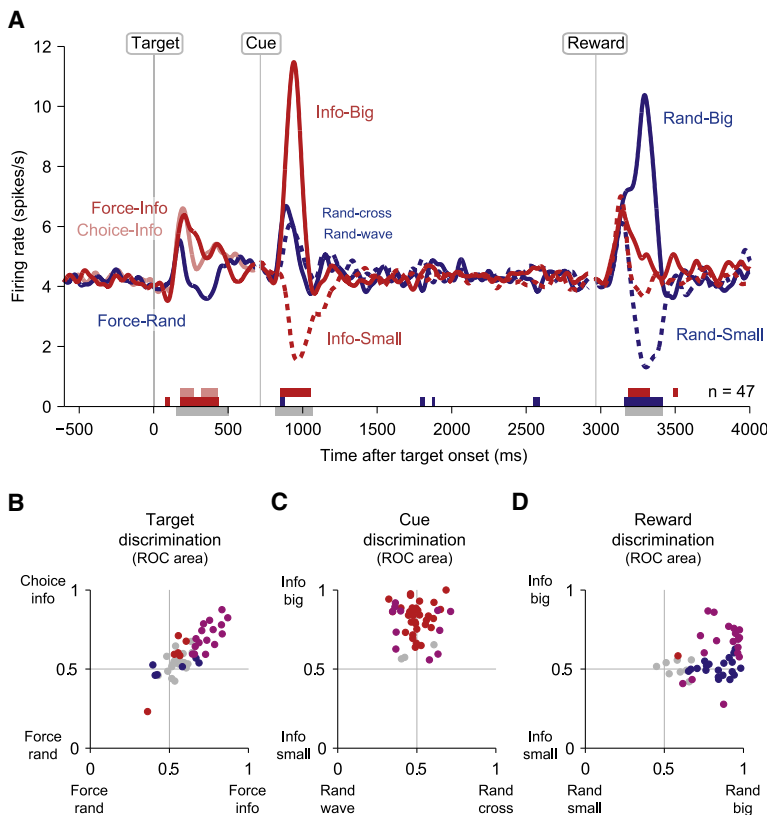 A
Target
Cue
Reward
12
10
8
6
4
2
0
Firing rate (spikes/s)
Info-Big
Rand-Big
Force-Info
Choice-Info
Rand-cross
Rand-wave
Force-Rand
Info-Small
Rand-Small
n = 47
−500
0
500
1000
1500
2000
2500
3000
3500
4000
Time after target onset (ms)
B
Target
discrimination
(ROC area)
Choice
info
1
0.5
Force
rand
0
0
0.5
1
Force
rand
Force
info
C
Cue
discrimination
(ROC area)
Info
big
1
0.5
Info
small
0
0
0.5
1
Rand
wave
Rand
cross
D
Reward
discrimination
(ROC area)
Info
big
1
0.5
Info
small
0
0
0.5
1
Rand
small
Rand
big